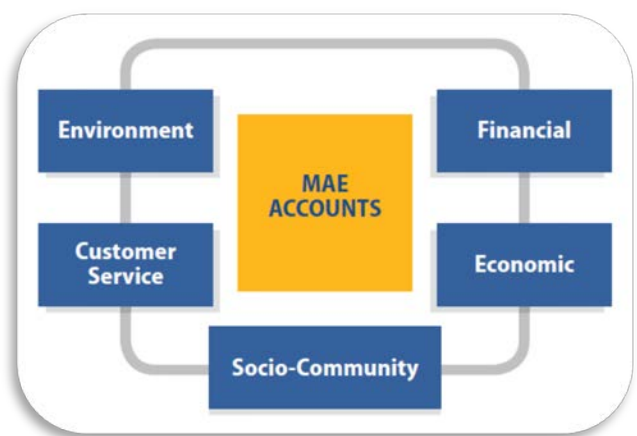 Environment
Financial
MAE
ACCOUNTS
Customer
Service
Economic
Socio-Community